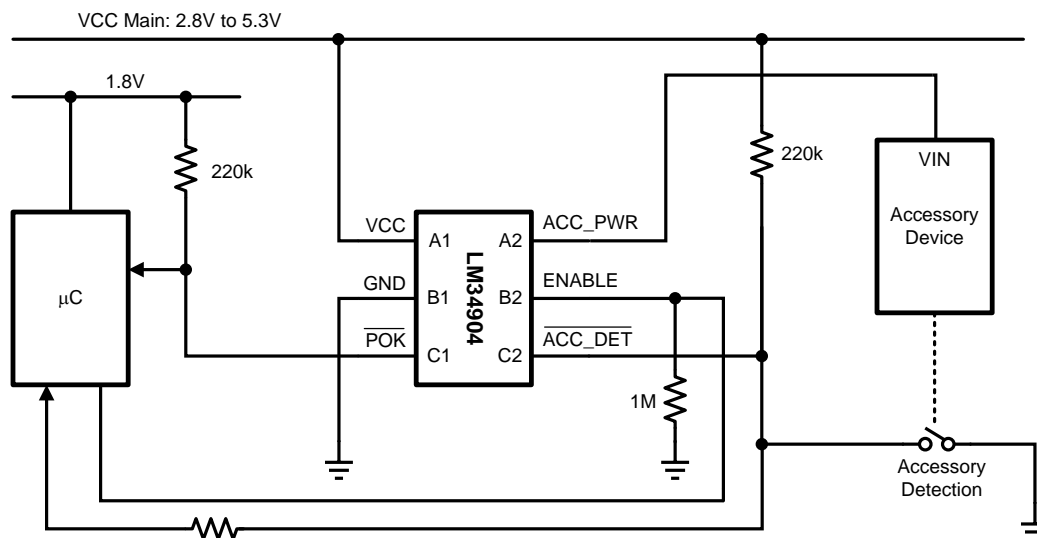 VCC Main: 2.8V to 5.3V
1.8V
220k
220k
VIN
Accessory
Device
μC
VCC
GND
POK
A1
B1
C1
LM34904
A2
B2
C2
ACC_PWR
ENABLE
ACC_DET
1M
Accessory
Detection